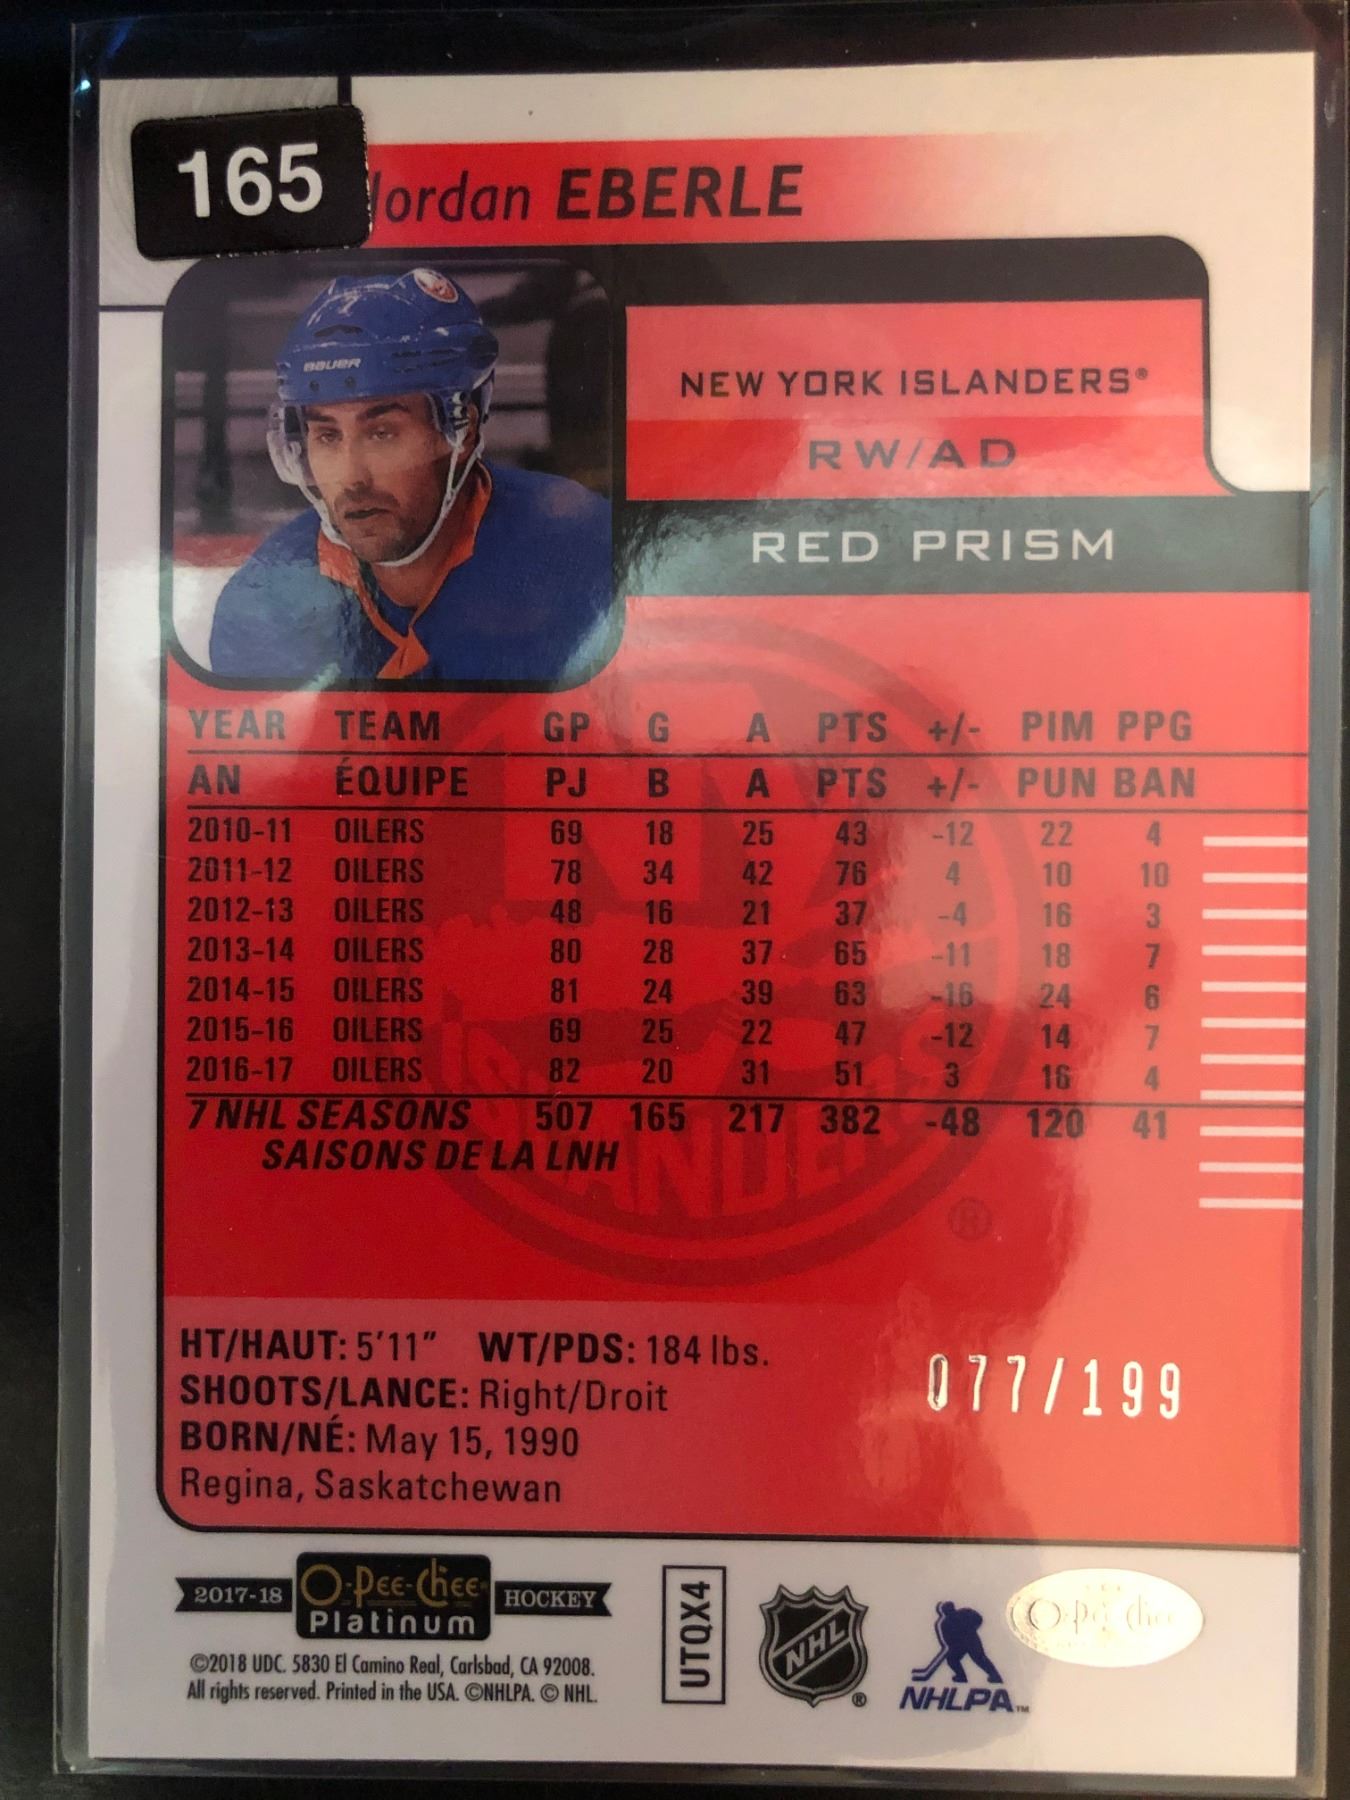 165
Jordan EBERLE
BAUER
NEW YORK ISLANDERS®
RW/AD
RED PRISM
YEAR TEAM GP G A PTS +/- PIM PPG
AN ÉQUIPE PJ B A PTS +/- PUN BAN
2010-11 OILERS 69 18 25 43 -12 22 4
2011-12 OILERS 78 34 42 76 4 10 10
2012-13 OILERS 48 16 21 37 -4 16 3
2013-14 OILERS 80 28 37 65 -11 18 7
2014-15 OILERS 81 24 39 63 -16 24 6
2015-16 OILERS 69 25 22 47 -12 14 7
2016-17 OILERS 82 20 31 51 3 16 4
7 NHL SEASONS 507 165 217 382 -48 120 41
SAISONS DE LA LNH
ISLANDERS
®
HT/HAUT: 5'11" WT/PDS: 184 lbs.
SHOOTS/LANCE: Right/Droit
BORN/NÉ: May 15, 1990
Regina, Saskatchewan
077/199
2017-18 O-Pee-Chee Platinum HOCKEY
©2018 UDC. 5830 El Camino Real, Carlsbad, CA 92008.
All rights reserved. Printed in the USA. ©NHLPA. © NHL.
UTQX4
NHL®
NHLPA™
O-Pee-Chee